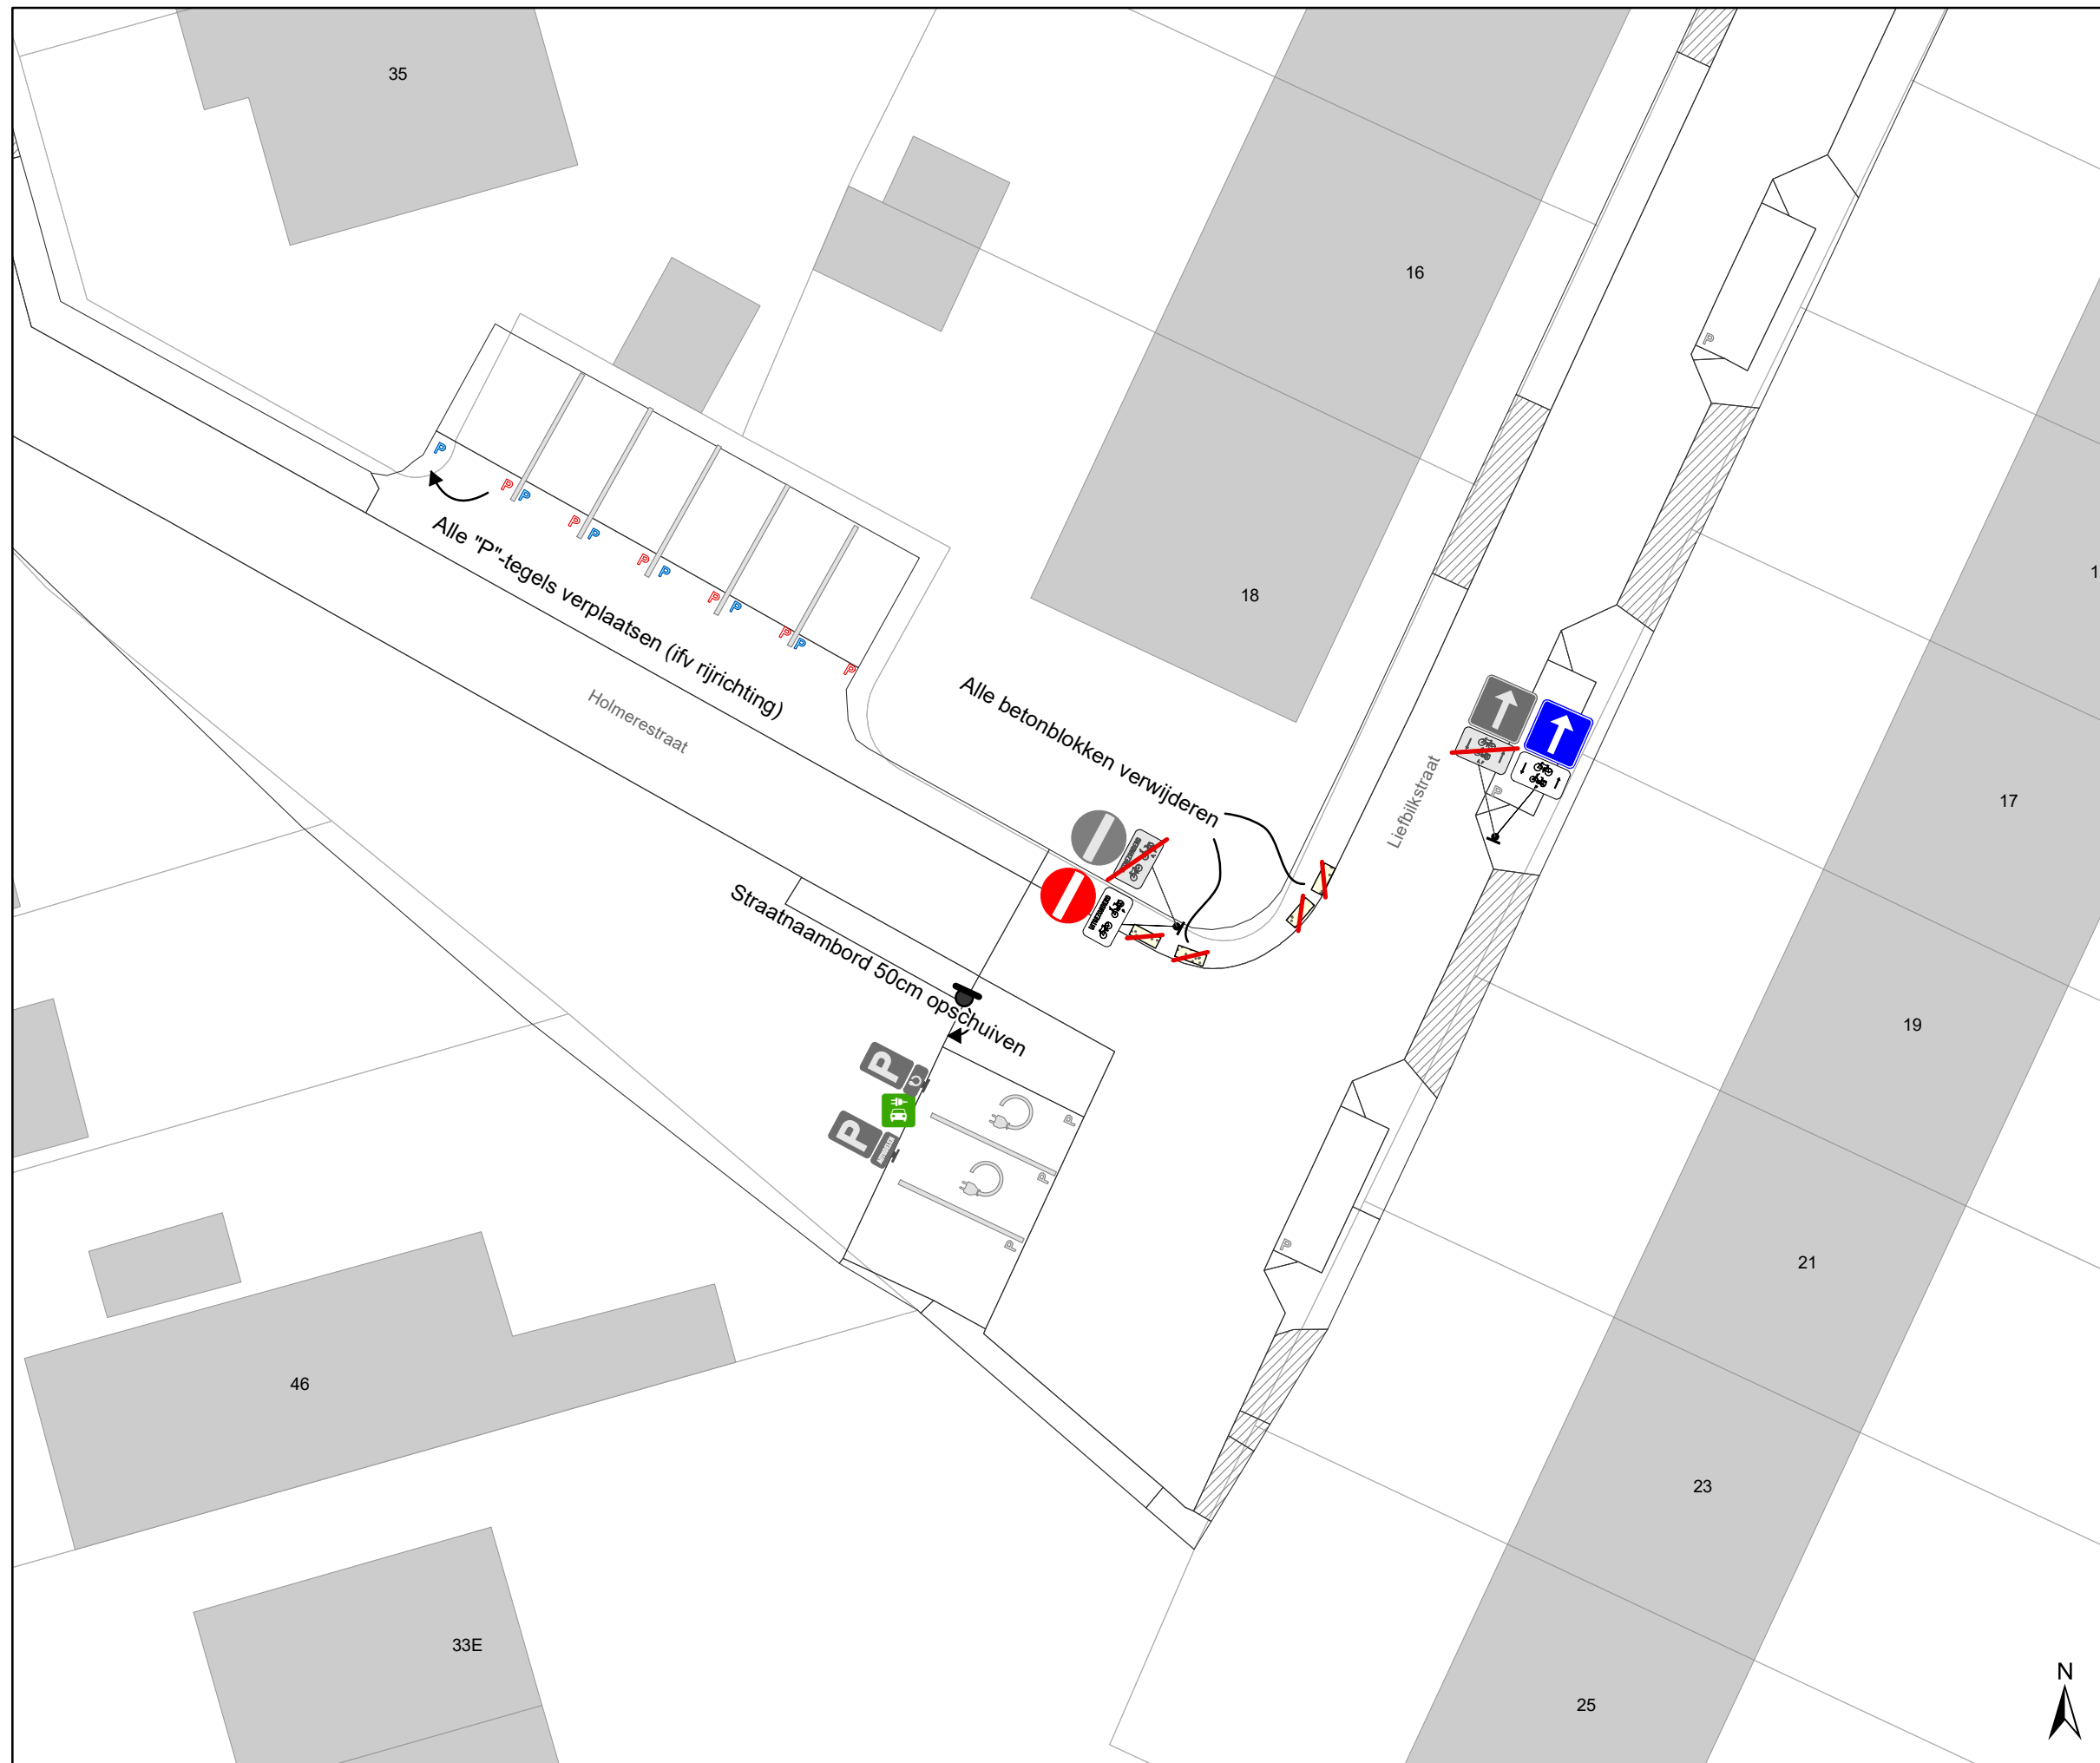 35
16
1
18
Alle "P"-tegels verplaatsen (ifv rijrichting)
P
P
P
P
P
P
P
P
P
P
P
P
Holmerestraat
Alle betonblokken verwijderen
Liefbilkstraat
P
P
17
Straatnaambord 50cm opschuiven
19
P
P
P
P
P
P
21
46
23
33E
25
N